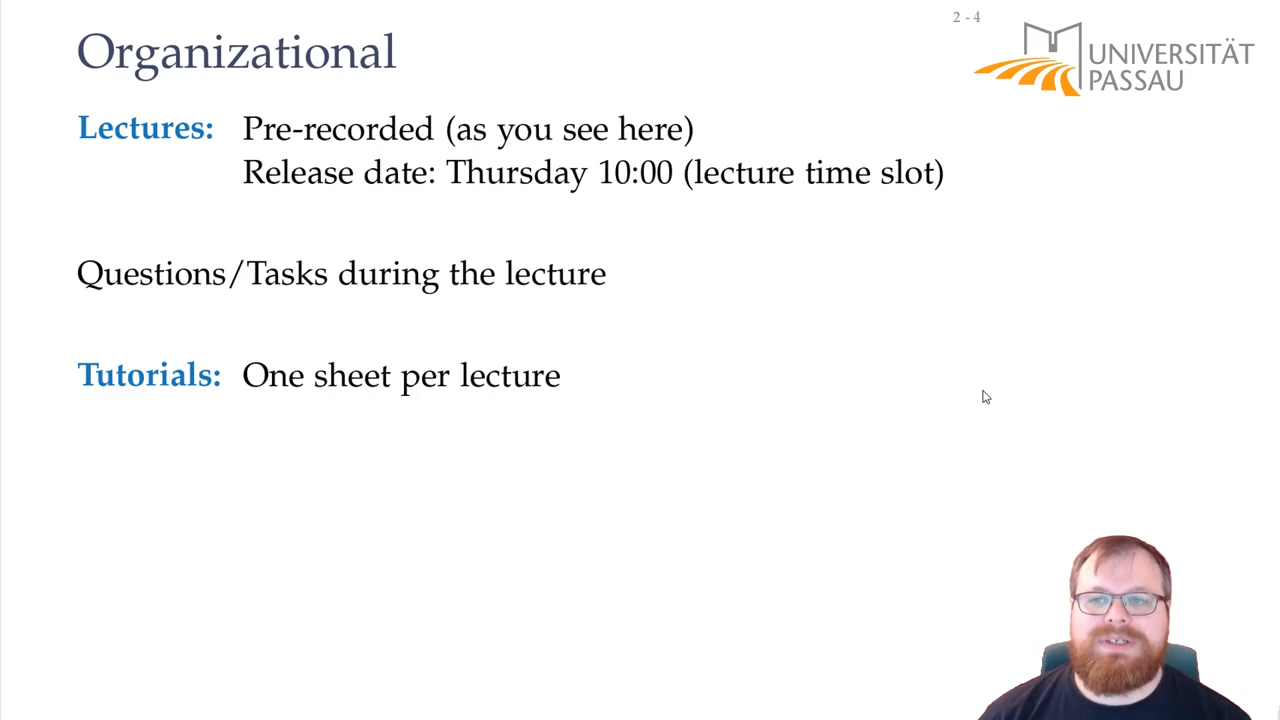 2 - 4
Organizational
UNIVERSITÄT
PASSAU
Lectures: Pre-recorded (as you see here)
Release date: Thursday 10:00 (lecture time slot)
Questions/Tasks during the lecture
Tutorials: One sheet per lecture